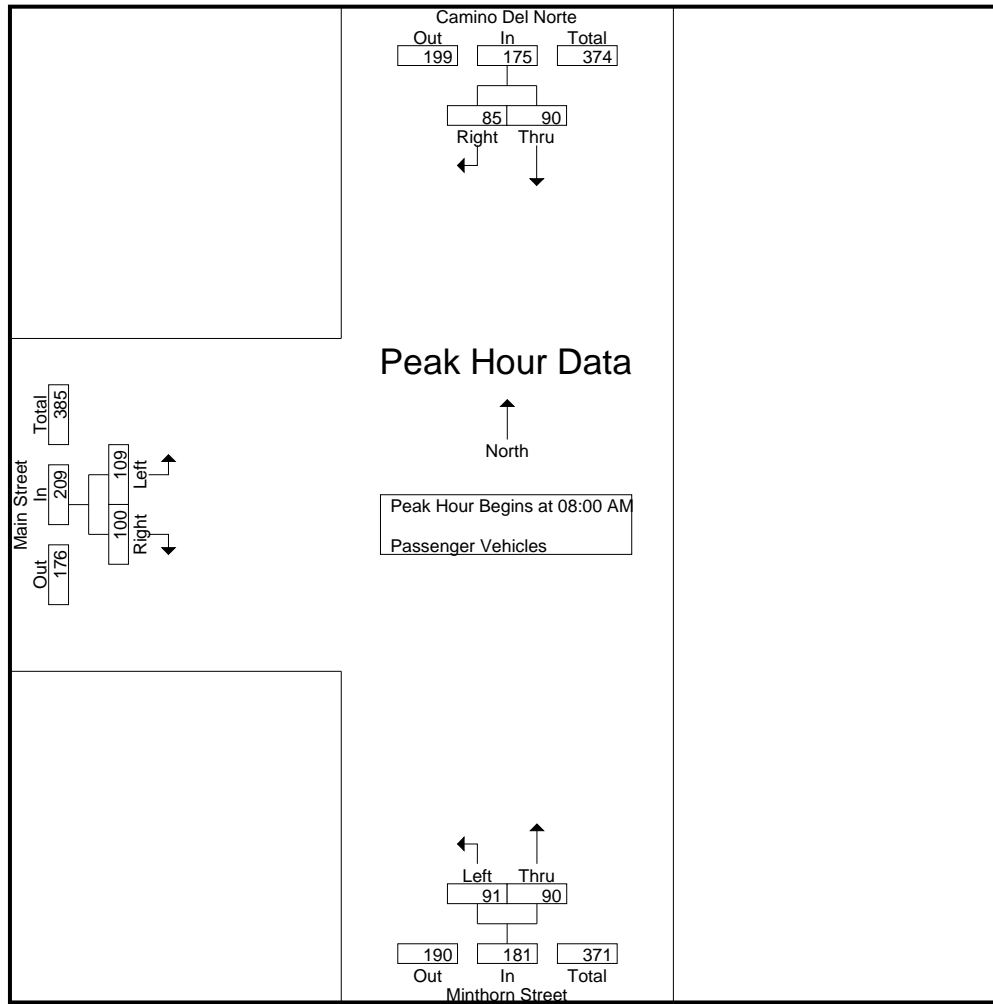 Camino Del Norte
Out In Total
199 175 374
85 90
Right Thru
Peak Hour Data
North
Peak Hour Begins at 08:00 AM
Passenger Vehicles
Main Street
Out In Total
176 209 385
100 109
Right Left
Left Thru
91 90
190 181 371
Out In Total
Minthorn Street